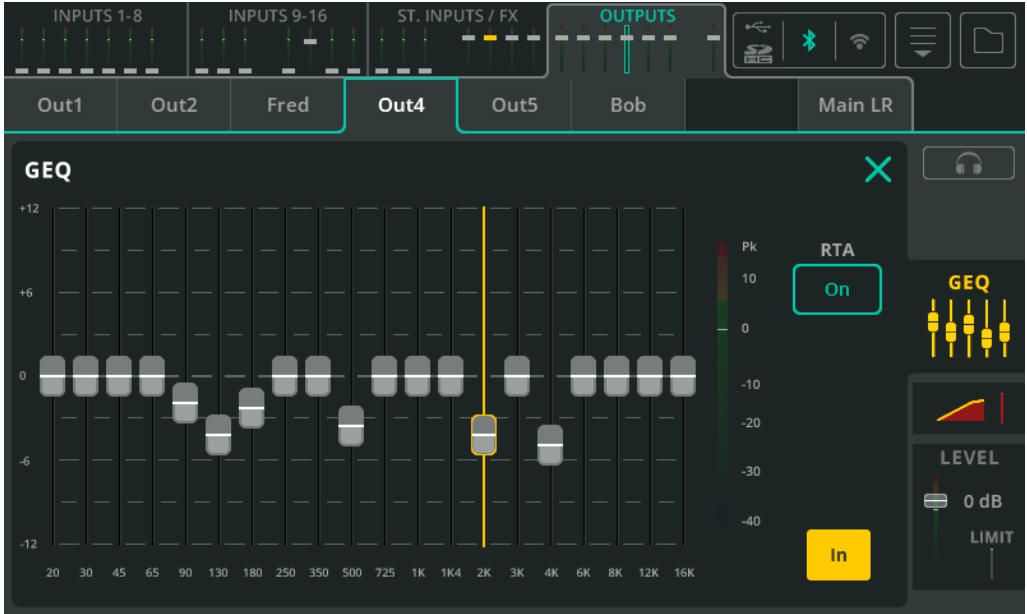 INPUTS 1-8 INPUTS 9-16 ST. INPUTS / FX OUTPUTS
Out1 Out2 Fred Out4 Out5 Bob Main LR
GEQ
+12
+6
0
-6
-12
20 30 45 65 90 130 180 250 350 500 725 1K 1K4 2K 3K 4K 6K 8K 12K 16K
Pk
10
0
-10
-20
-30
-40
RTA
On
In
GEQ
LEVEL
0 dB
LIMIT